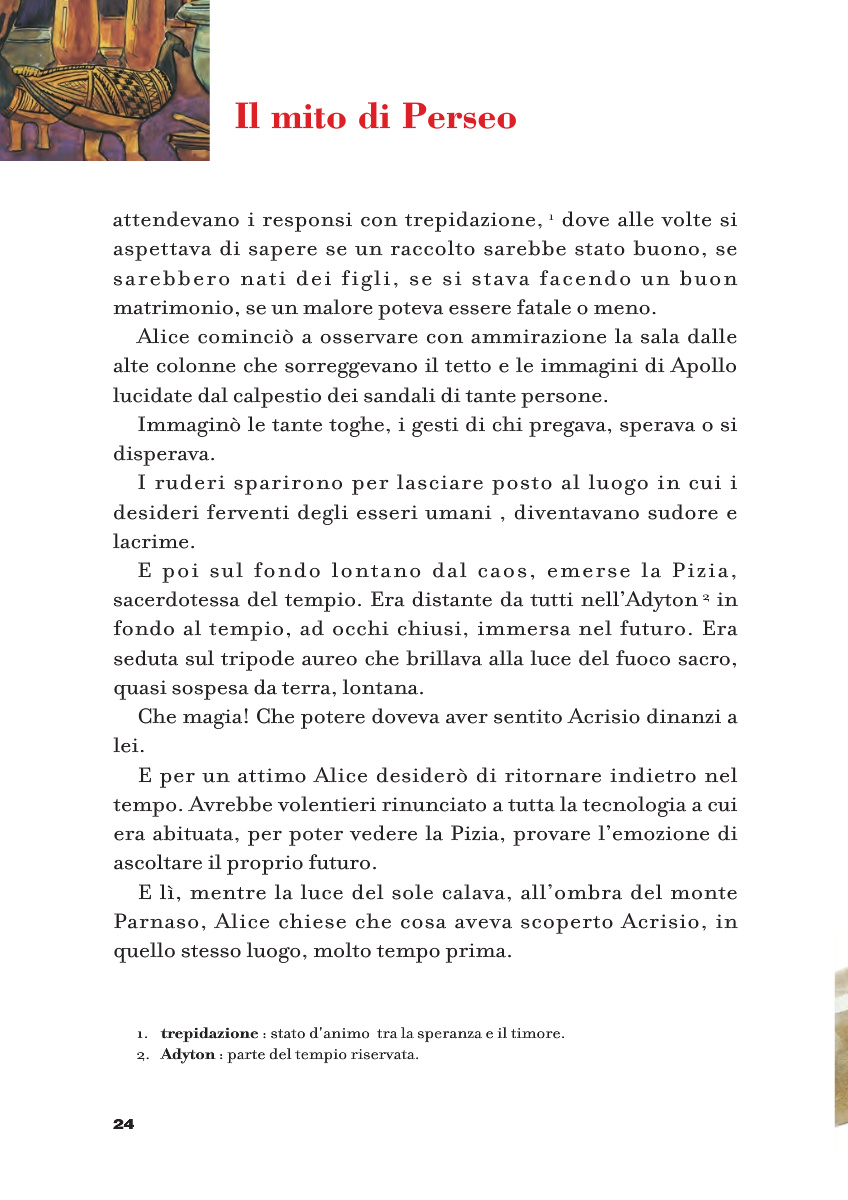 Il mito di Perseo
attendevano i responsi con trepidazione, 1 dove alle volte si
aspettava di sapere se un raccolto sarebbe stato buono, se
sarebbero nati dei figli, se si stava facendo un buon
matrimonio, se un malore poteva essere fatale o meno.
Alice cominciò a osservare con ammirazione la sala dalle
alte colonne che sorreggevano il tetto e le immagini di Apollo
lucidate dal calpestio dei sandali di tante persone.
Immaginò le tante toghe, i gesti di chi pregava, sperava o si
disperava.
I ruderi sparirono per lasciare posto al luogo in cui i
desideri ferventi degli esseri umani , diventavano sudore e
lacrime.
E poi sul fondo lontano dal caos, emerse la Pizia,
sacerdotessa del tempio. Era distante da tutti nell’Adyton 2 in
fondo al tempio, ad occhi chiusi, immersa nel futuro. Era
seduta sul tripode aureo che brillava alla luce del fuoco sacro,
quasi sospesa da terra, lontana.
Che magia! Che potere doveva aver sentito Acrisio dinanzi a
lei.
E per un attimo Alice desiderò di ritornare indietro nel
tempo. Avrebbe volentieri rinunciato a tutta la tecnologia a cui
era abituata, per poter vedere la Pizia, provare l’emozione di
ascoltare il proprio futuro.
E lì, mentre la luce del sole calava, all’ombra del monte
Parnaso, Alice chiese che cosa aveva scoperto Acrisio, in
quello stesso luogo, molto tempo prima.
1. trepidazione : stato d’animo tra la speranza e il timore.
2. Adyton : parte del tempio riservata.
24